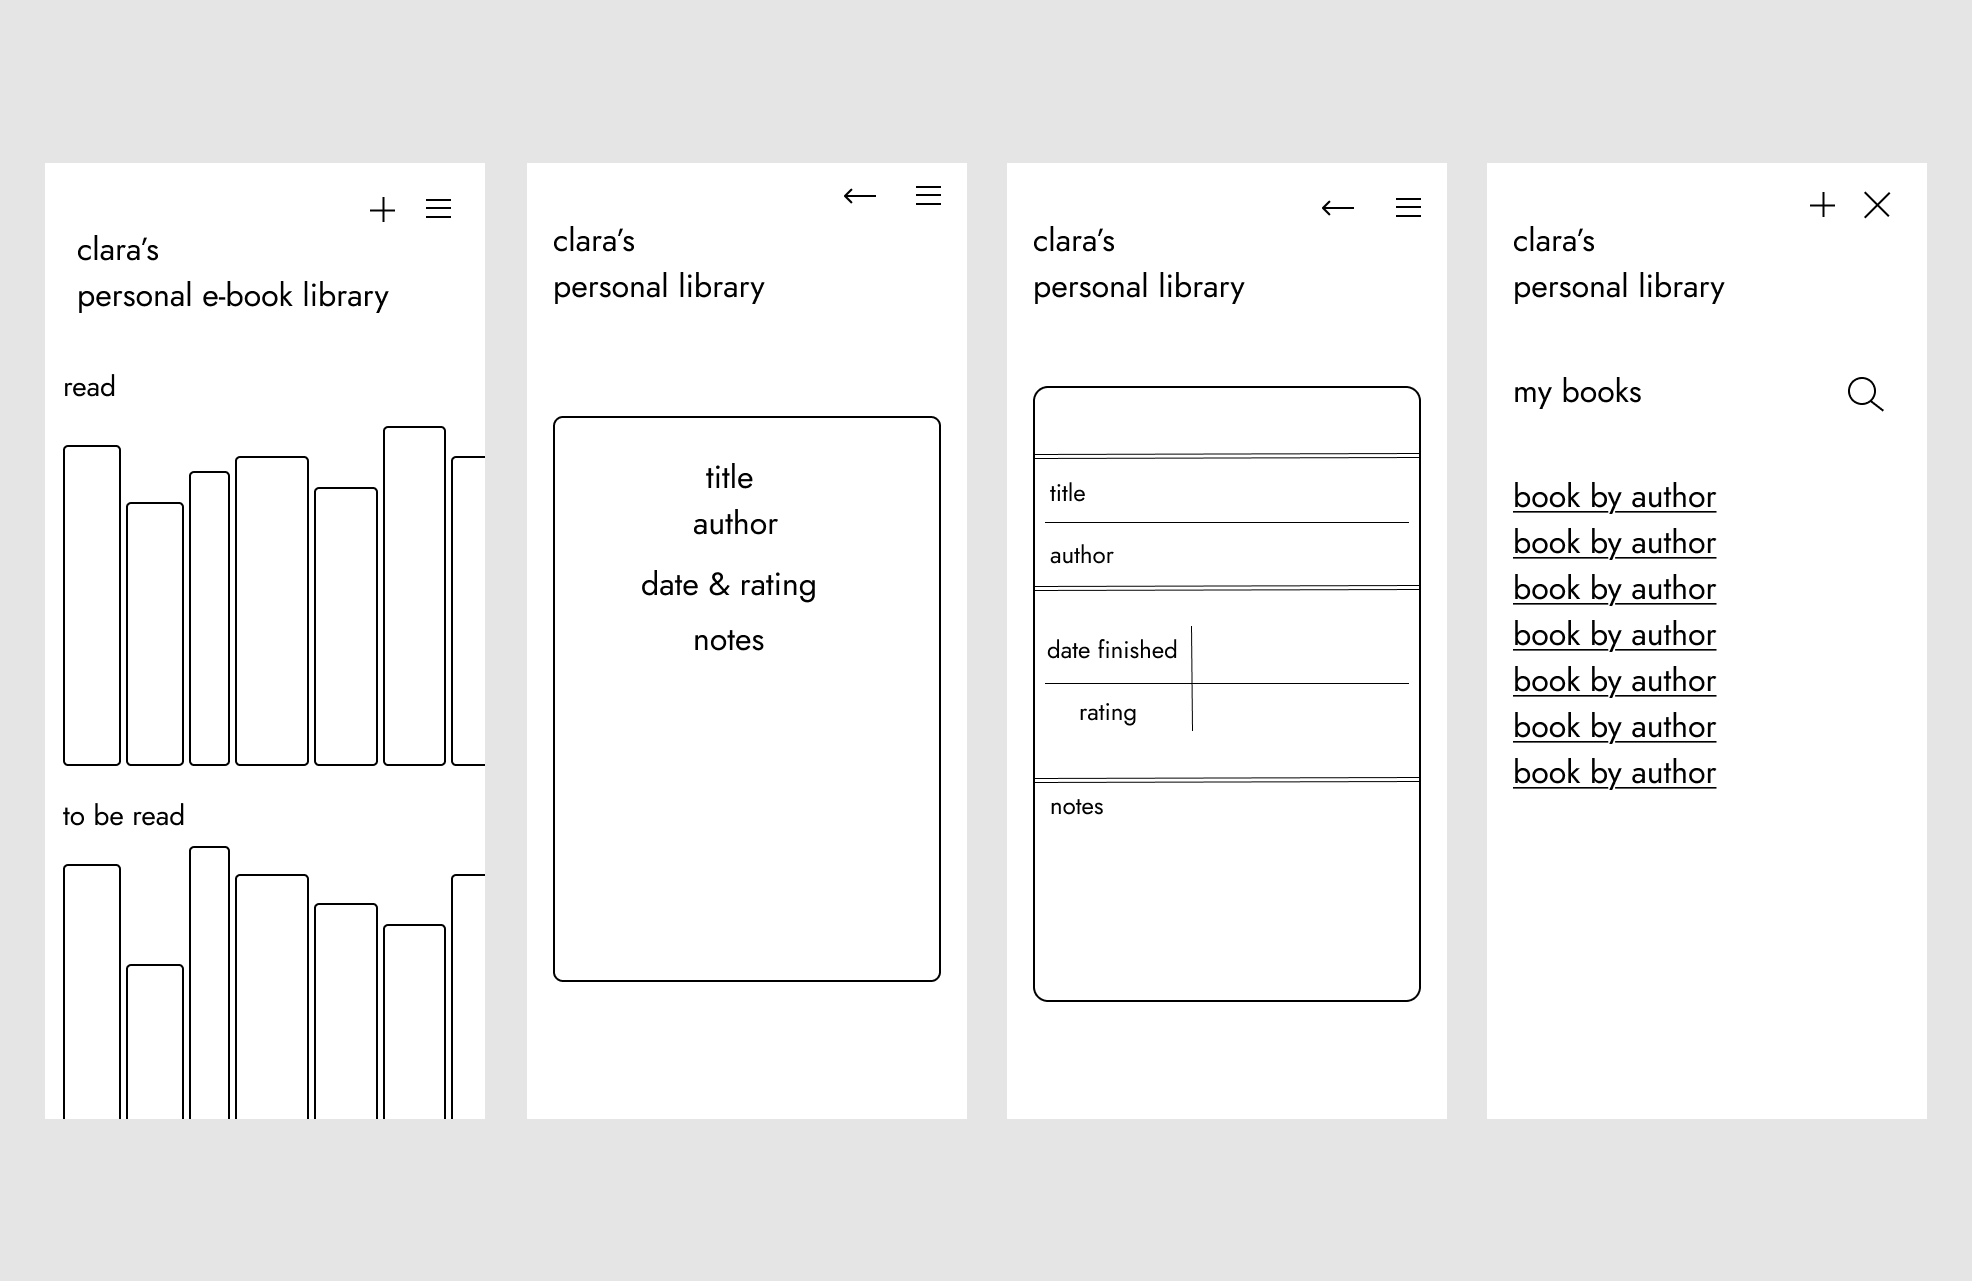 clara’s
personal e-book library
read
to be read
clara’s
personal library
title
author
date & rating
notes
clara’s
personal library
title
author
date finished
rating
notes
clara’s
personal library
my books
book by author
book by author
book by author
book by author
book by author
book by author
book by author